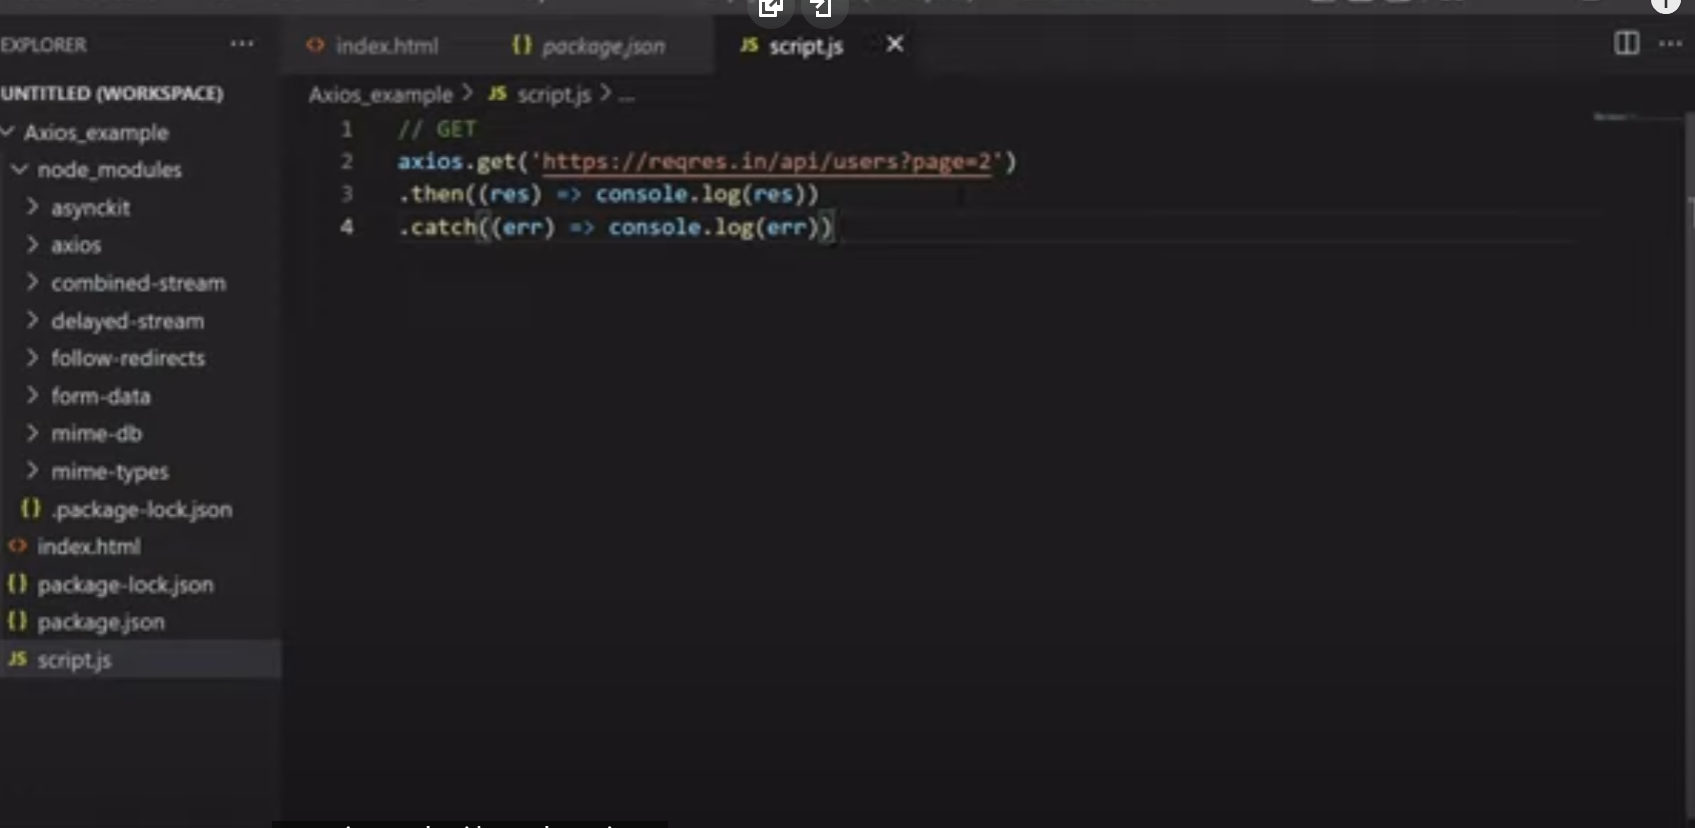 EXPLORER
···
index.html
{} package.json
JS script.js ×
UNTITLED (WORKSPACE)
Axios_example
node_modules
asynckit
axios
combined-stream
delayed-stream
follow-redirects
form-data
mime-db
mime-types
{} .package-lock.json
<> index.html
{} package-lock.json
{} package.json
JS script.js
Axios_example > JS script.js > ...
1 // GET
2 axios.get('https://reqres.in/api/users?page=2')
3 .then((res) => console.log(res))
4 .catch((err) => console.log(err))